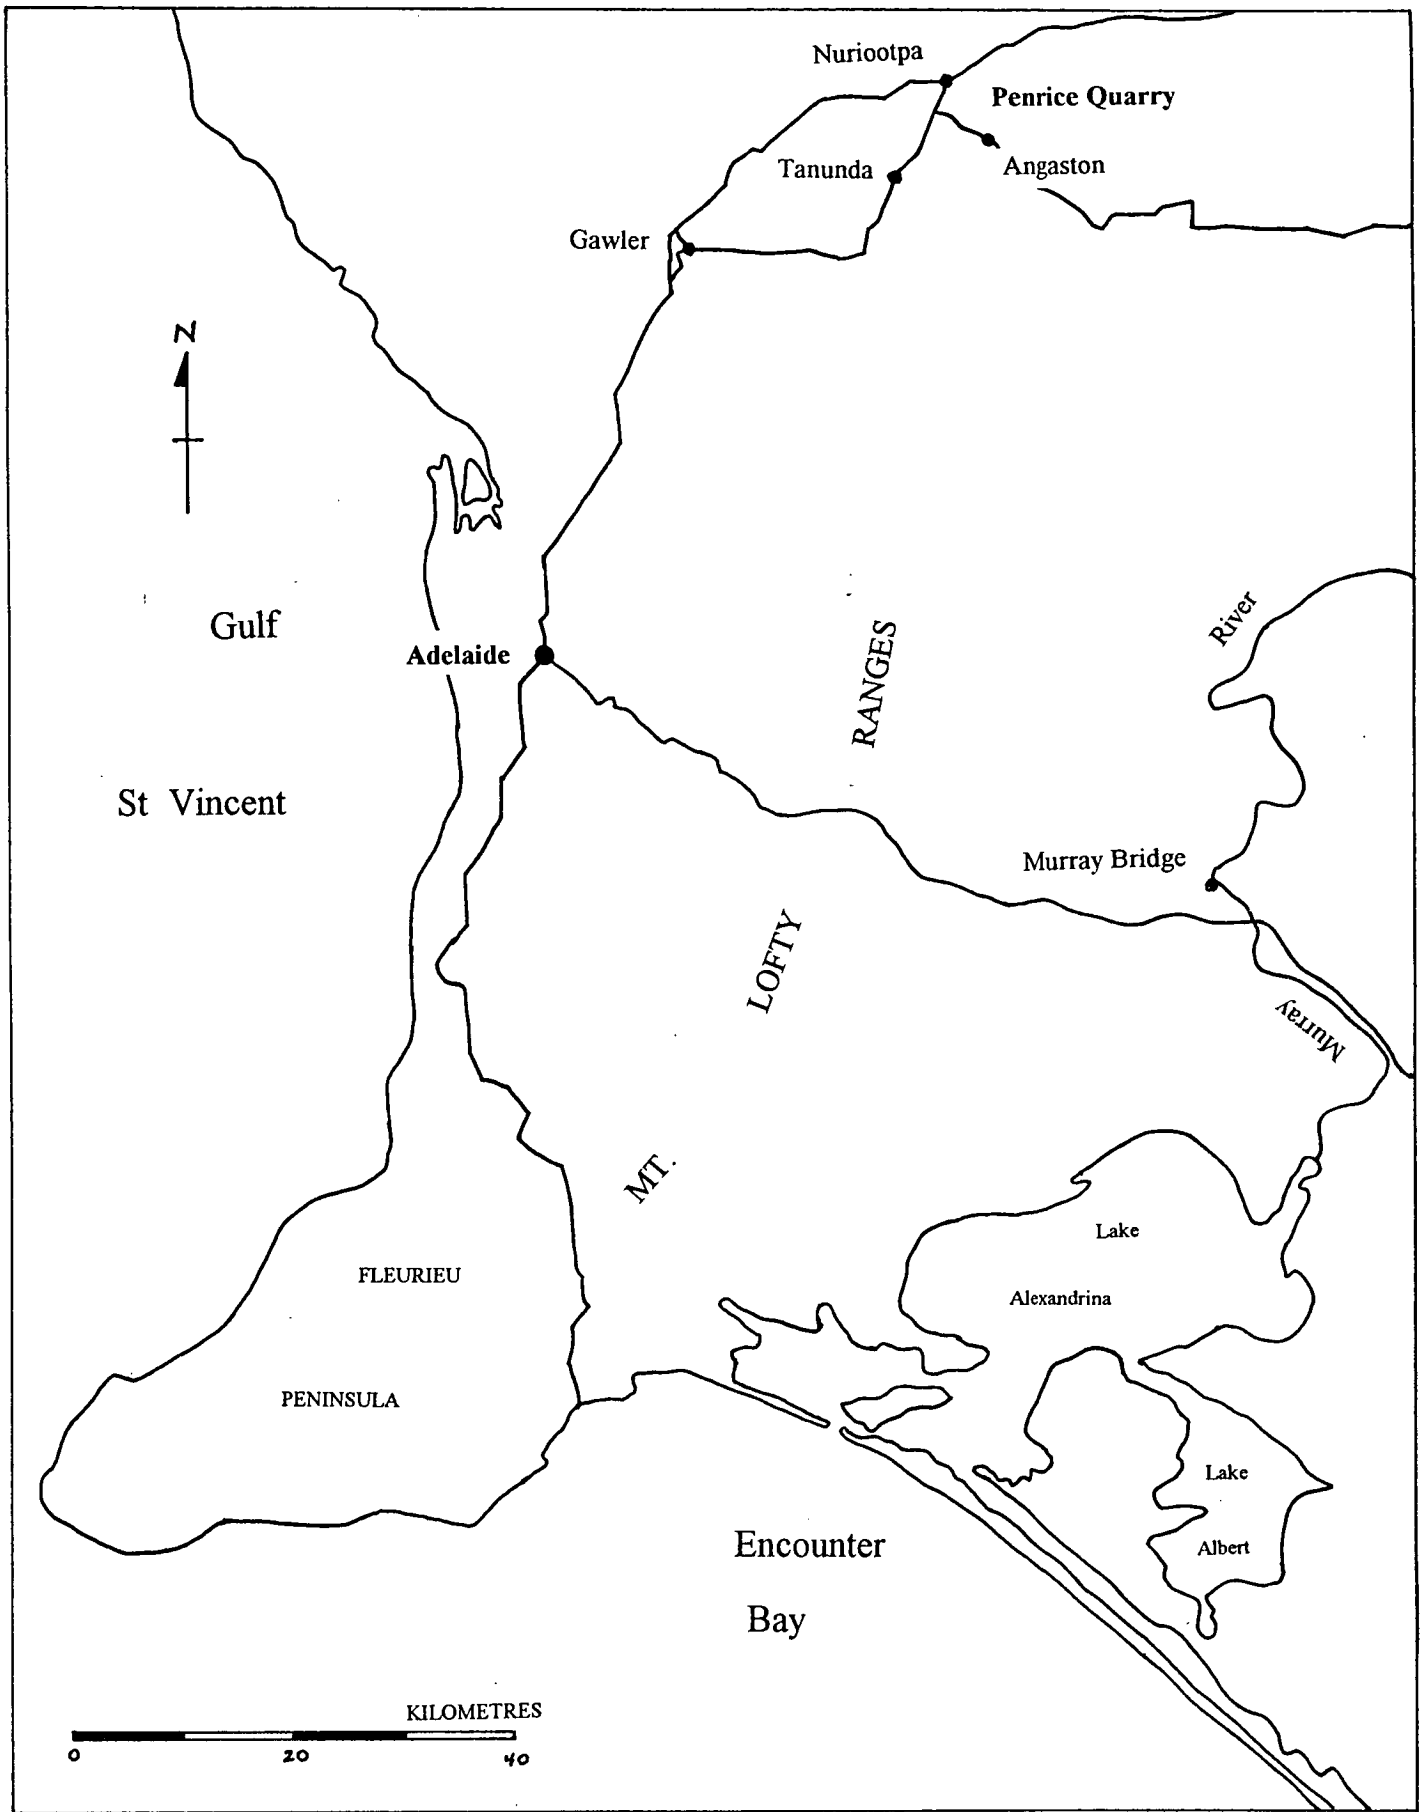 Nuriootpa
Penrice Quarry
Tanunda
Angaston
Gawler
N
Gulf
St Vincent
Adelaide
River
RANGES
Murray Bridge
LOFTY
Murray
MT.
Lake
Alexandrina
FLEURIEU
PENINSULA
Lake
Albert
Encounter
Bay
KILOMETRES
0 20 40